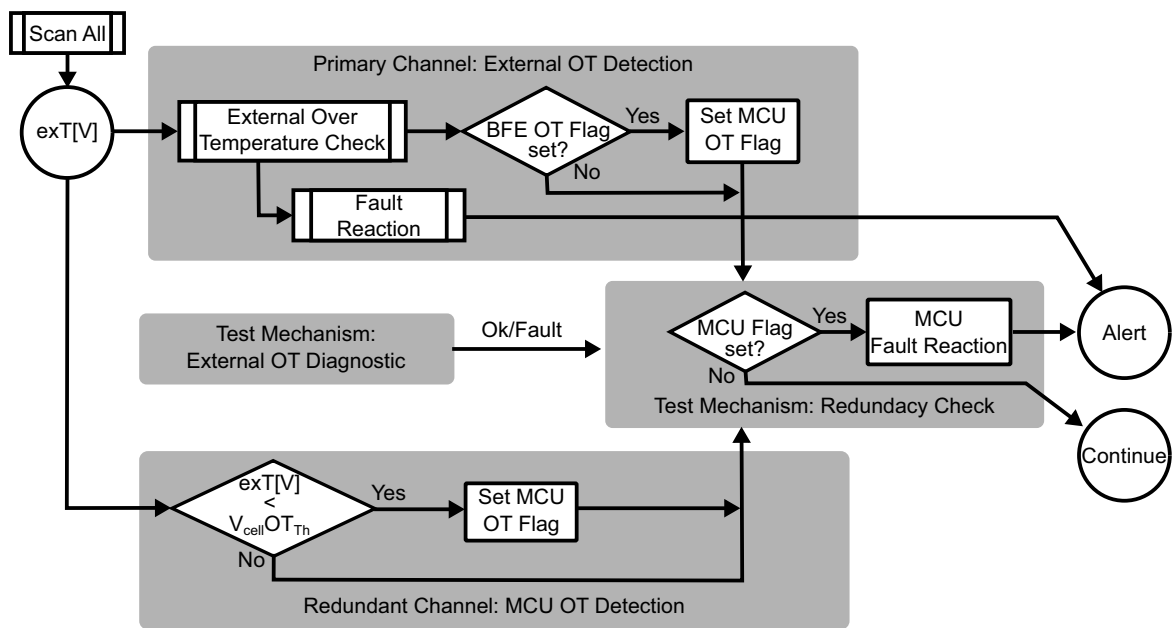 Scan All
Primary Channel: External OT Detection
exT[V]
External Over
Temperature Check
BFE OT Flag
set?
Yes
No
Set MCU
OT Flag
Fault
Reaction
Test Mechanism:
External OT Diagnostic
Ok/Fault
MCU Flag
set?
Yes
No
MCU
Fault Reaction
Alert
Test Mechanism: Redundacy Check
Continue
exT[V]
<
VcellOTTh
Yes
No
Set MCU
OT Flag
Redundant Channel: MCU OT Detection